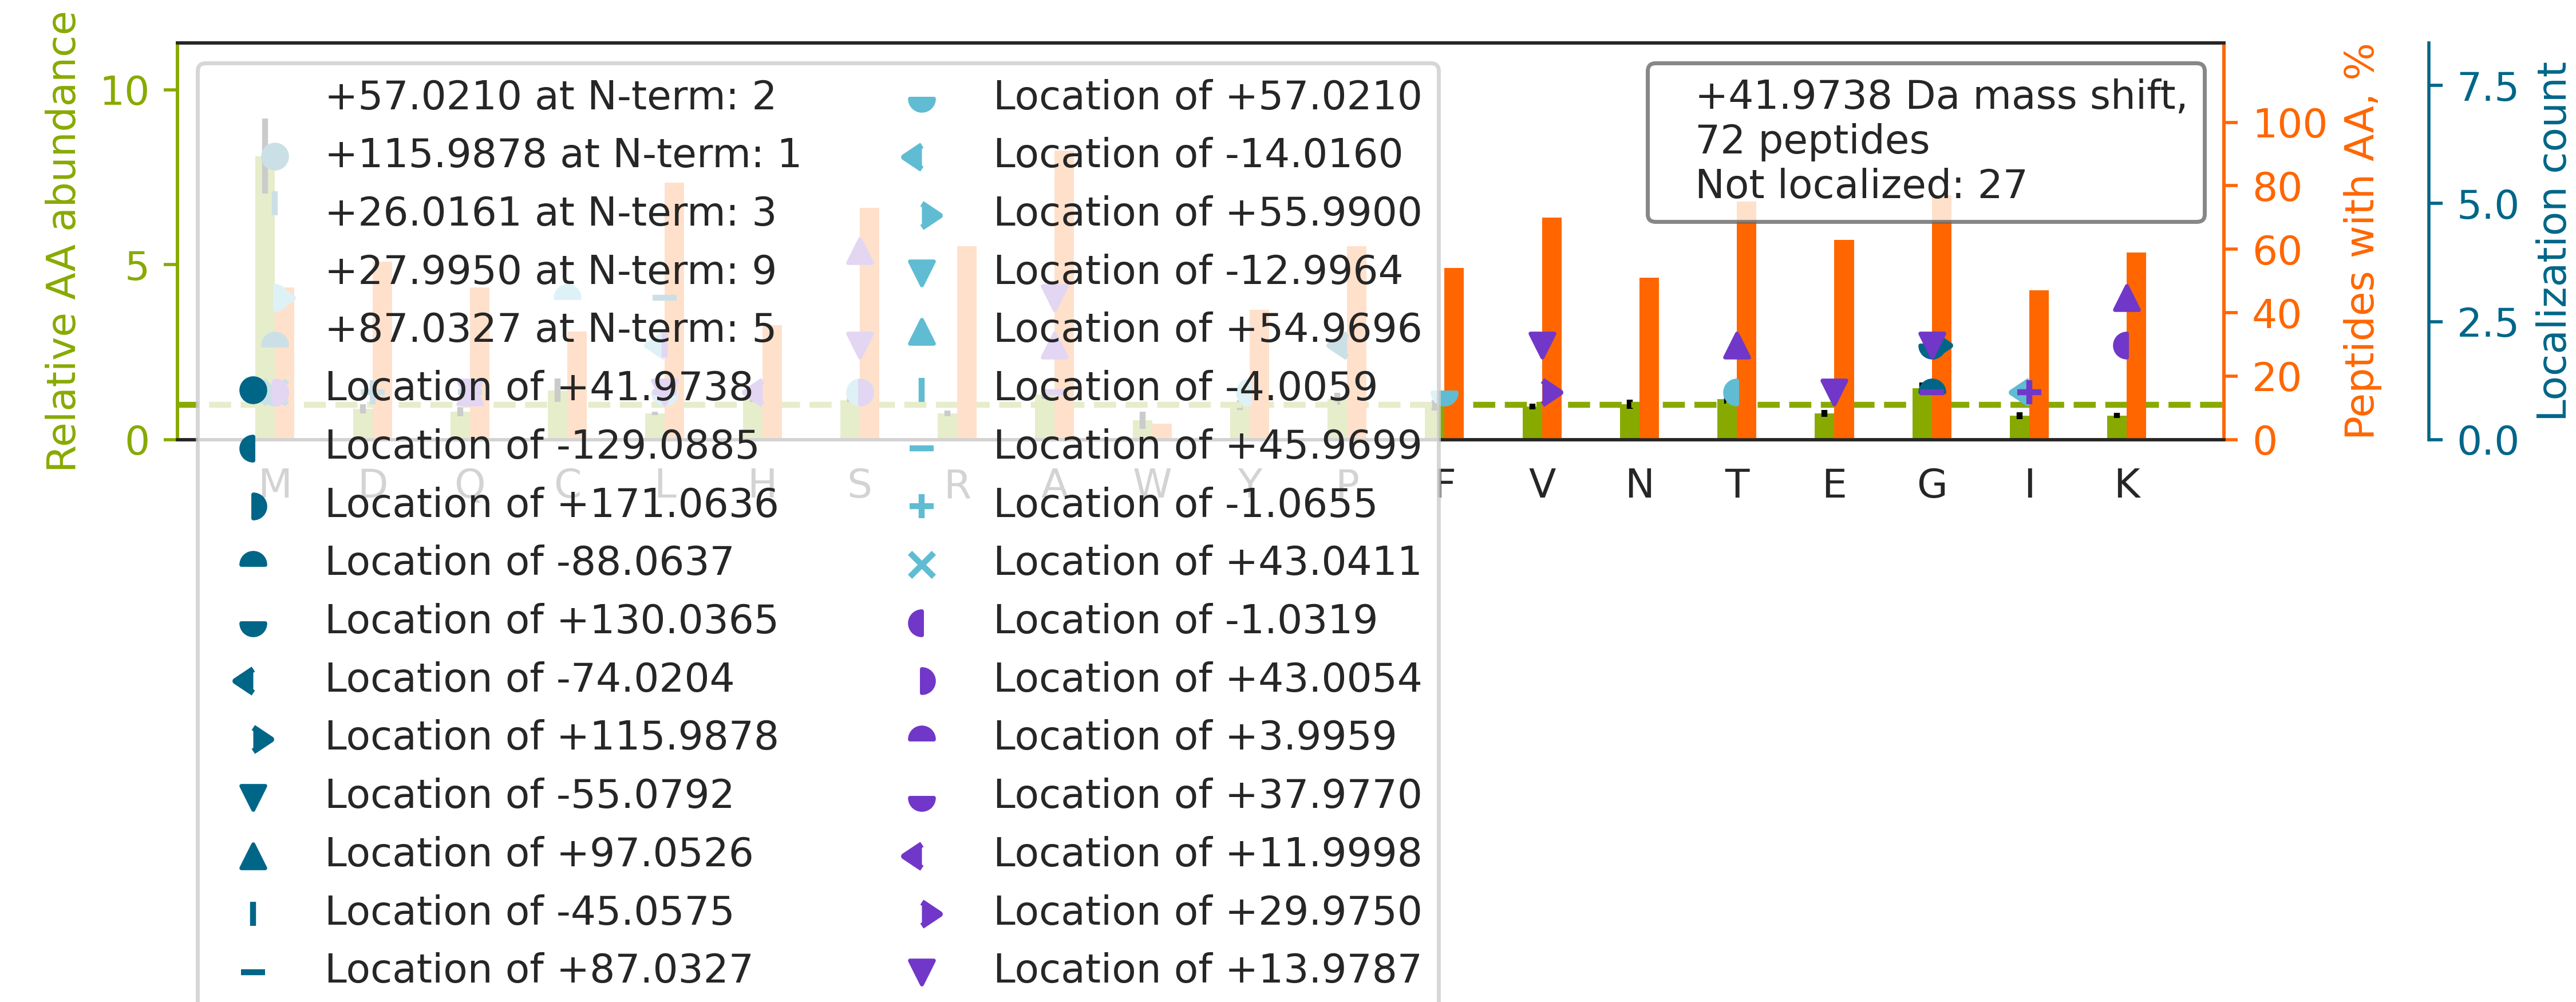 Relative AA abundance
10
5
0
+57.0210 at N-term: 2
+115.9878 at N-term: 1
+26.0161 at N-term: 3
+27.9950 at N-term: 9
+87.0327 at N-term: 5
Location of +41.9738
Location of -129.0885
Location of +171.0636
Location of -88.0637
Location of +130.0365
Location of -74.0204
Location of +115.9878
Location of -55.0792
Location of +97.0526
Location of -45.0575
Location of +87.0327
Location of +57.0210
Location of -14.0160
Location of +55.9900
Location of -12.9964
Location of +54.9696
Location of -4.0059
Location of +45.9699
Location of -1.0655
Location of +43.0411
Location of -1.0319
Location of +43.0054
Location of +3.9959
Location of +37.9770
Location of +11.9998
Location of +29.9750
Location of +13.9787
+41.9738 Da mass shift,
72 peptides
Not localized: 27
M D Q C L H S R A W Y P F V N T E G I K
100
80
60
40
20
0
Peptides with AA, %
7.5
5.0
2.5
0.0
Localization count